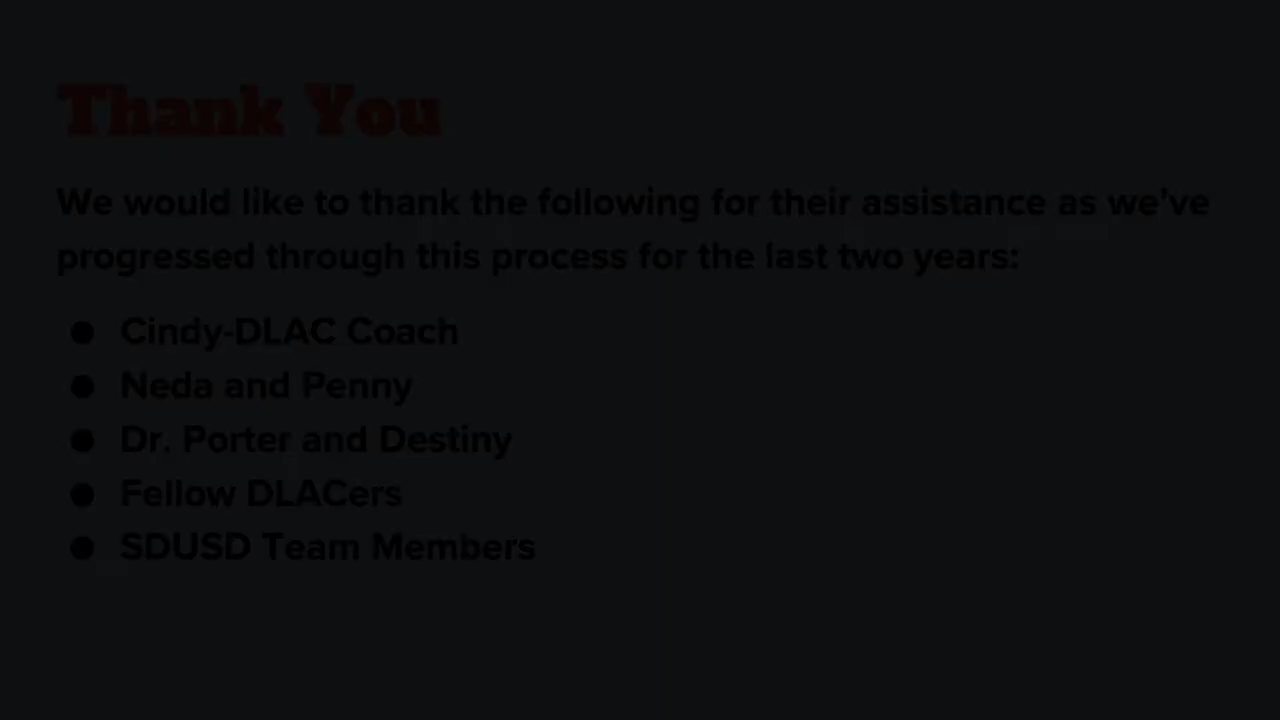 Thank You
We would like to thank the following for their assistance as we've
progressed through this process for the last two years:
● Cindy-DLAC Coach
● Neda and Penny
● Dr. Porter and Destiny
● Fellow DLACers
● SDUSD Team Members